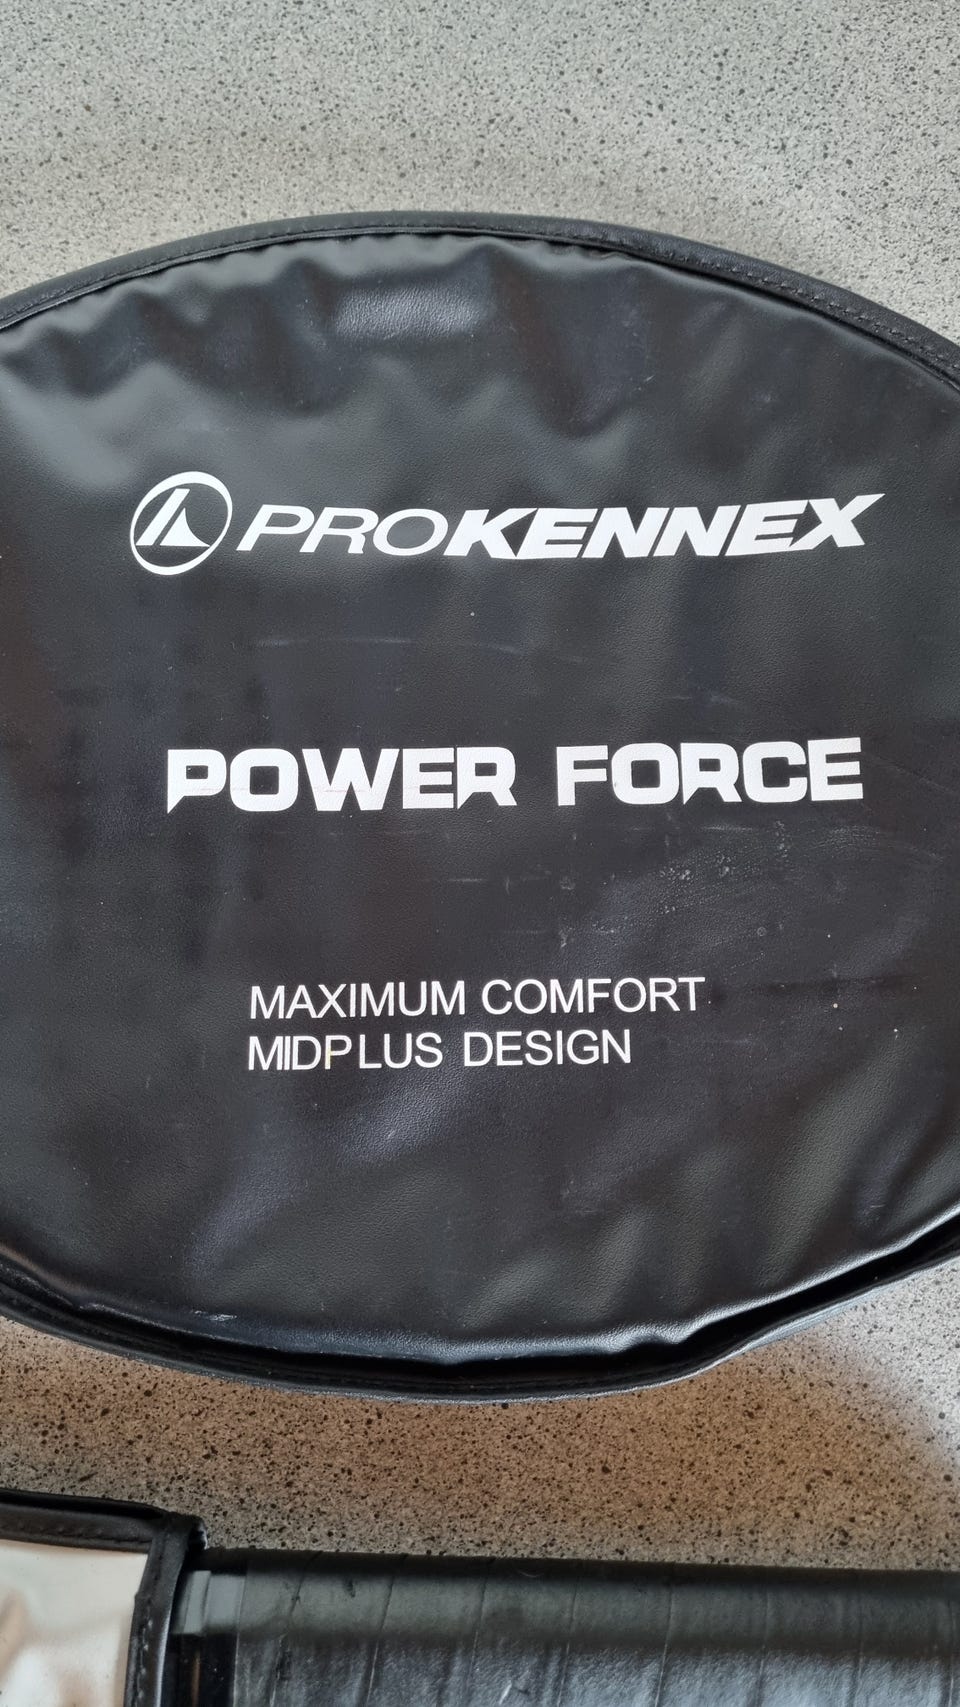 PROKENNEX
POWER FORCE
MAXIMUM COMFORT
MIDPLUS DESIGN